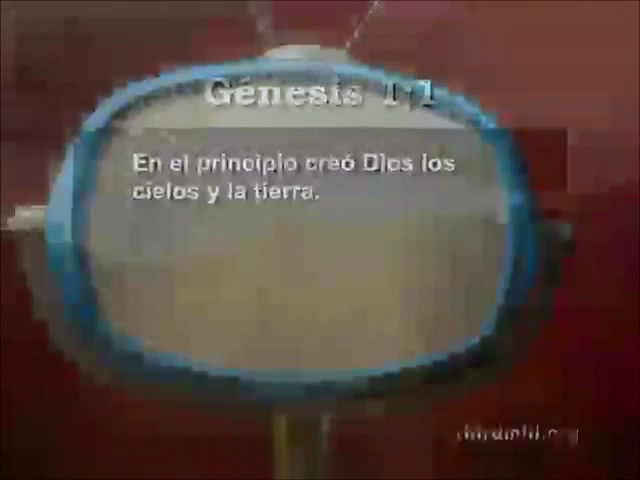 Génesis 1:1
En el principio creó Dios los
cielos y la tierra.